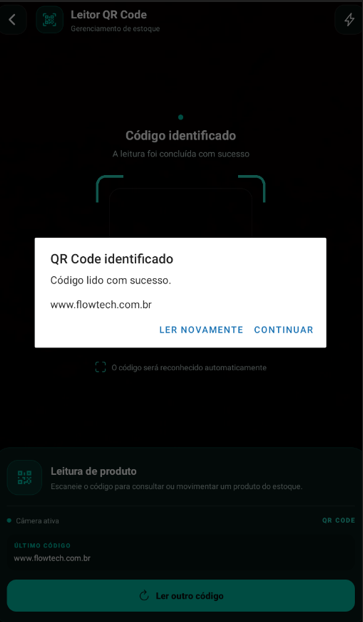 Leitor QR Code
Gerenciamento de estoque
Código identificado
A leitura foi concluída com sucesso
QR Code identificado
Código lido com sucesso.
www.flowtech.com.br
LER NOVAMENTE CONTINUAR
O código será reconhecido automaticamente
Leitura de produto
Escaneie o código para consultar ou movimentar um produto do estoque.
Câmera ativa QR CODE
ÚLTIMO CÓDIGO
www.flowtech.com.br
Ler outro código